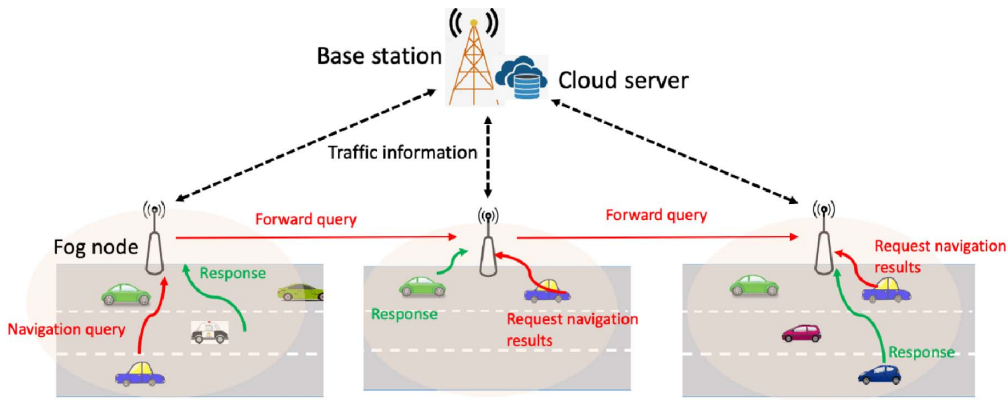 Base station
Cloud server
Traffic information
Forward query
Forward query
Fog node
Response
Navigation query
Response
Request navigation
results
Request navigation
results
Response